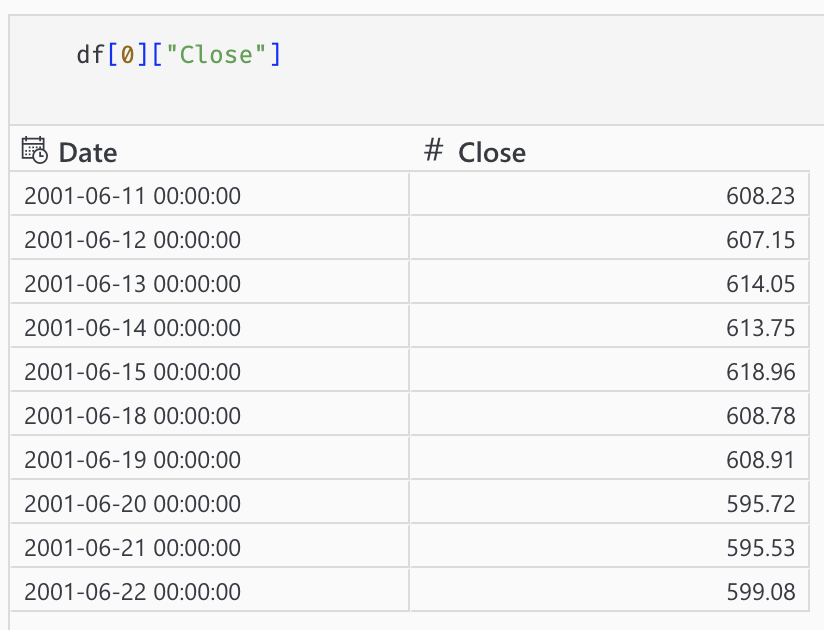 df[0]["Close"]
Date # Close
2001-06-11 00:00:00 608.23
2001-06-12 00:00:00 607.15
2001-06-13 00:00:00 614.05
2001-06-14 00:00:00 613.75
2001-06-15 00:00:00 618.96
2001-06-18 00:00:00 608.78
2001-06-19 00:00:00 608.91
2001-06-20 00:00:00 595.72
2001-06-21 00:00:00 595.53
2001-06-22 00:00:00 599.08